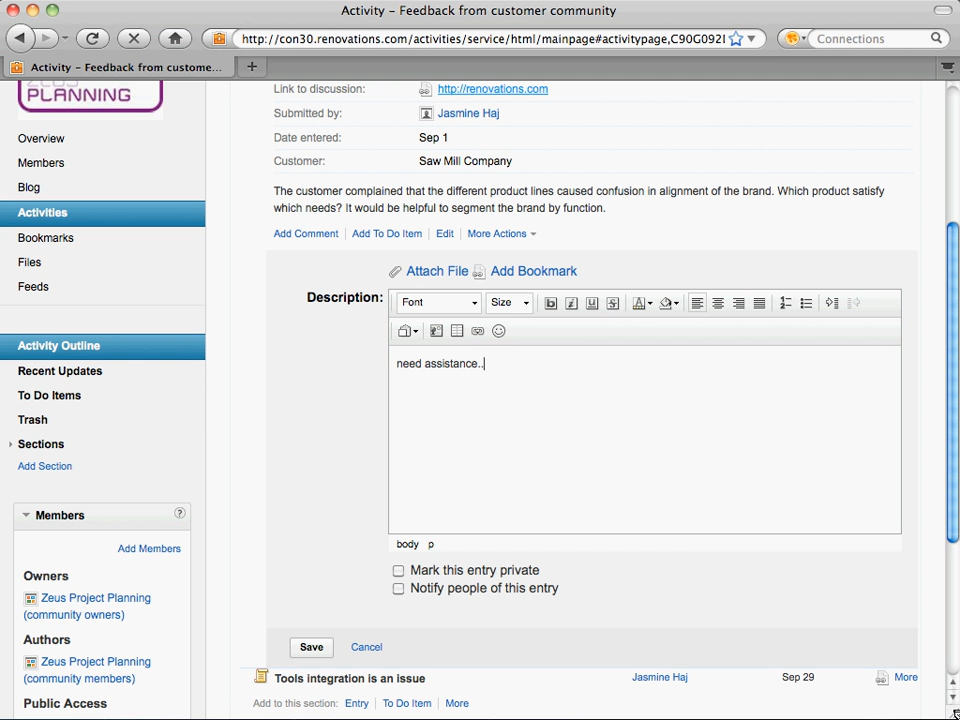 Activity – Feedback from customer community
http://con30.renovations.com/activities/service/html/mainpage#activitypage,C90G092I
Connections
Activity – Feedback from custome...
ZEUS
PLANNING
Overview
Members
Blog
Activities
Bookmarks
Files
Feeds
Activity Outline
Recent Updates
To Do Items
Trash
Sections
Add Section
Members
?
Add Members
Owners
Zeus Project Planning
(community owners)
Authors
Zeus Project Planning
(community members)
Public Access
Link to discussion: http://renovations.com
Submitted by: Jasmine Haj
Date entered: Sep 1
Customer: Saw Mill Company
The customer complained that the different product lines caused confusion in alignment of the brand. Which product satisfy
which needs? It would be helpful to segment the brand by function.
Add Comment Add To Do Item Edit More Actions
Attach File Add Bookmark
Description:
Font Size b i U S A
need assistance..
body p
Mark this entry private
Notify people of this entry
Save Cancel
Tools integration is an issue Jasmine Haj Sep 29 More
Add to this section: Entry To Do Item More